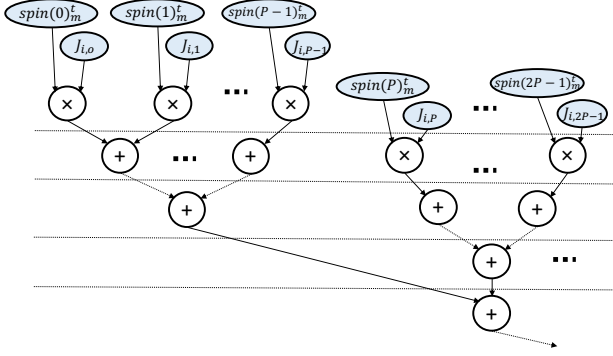 spin(0)ᵗₘ spin(1)ᵗₘ spin(P − 1)ᵗₘ
J_{i,o} J_{i,1} J_{i,P−1}
× × ... ×
spin(P)ᵗₘ ... spin(2P − 1)ᵗₘ
J_{i,P} J_{i,2P−1}
+ ... + × ... ×
+ + +
+ ...
+